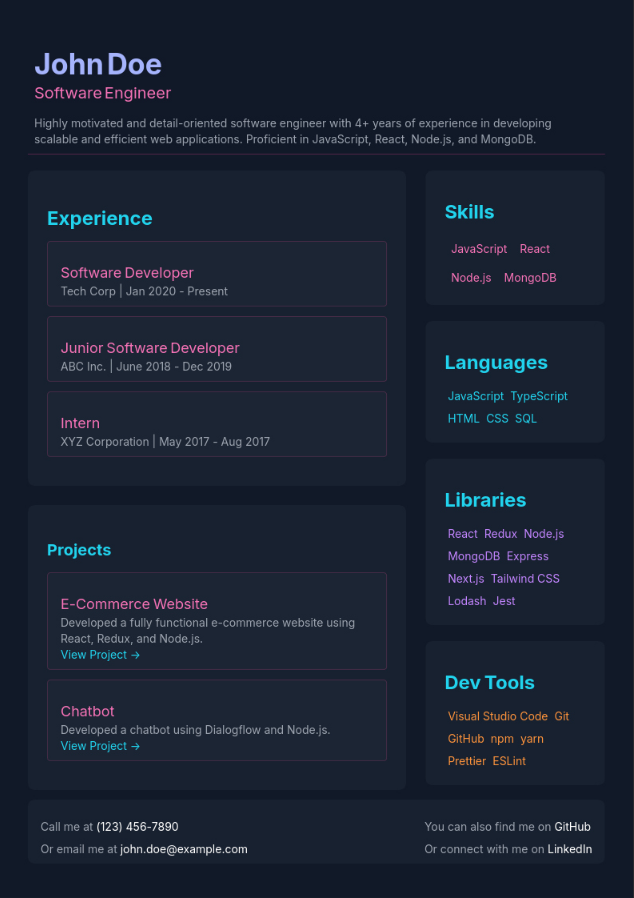 John Doe
Software Engineer
Highly motivated and detail-oriented software engineer with 4+ years of experience in developing
scalable and efficient web applications. Proficient in JavaScript, React, Node.js, and MongoDB.
Experience
Software Developer
Tech Corp | Jan 2020 - Present
Junior Software Developer
ABC Inc. | June 2018 - Dec 2019
Intern
XYZ Corporation | May 2017 - Aug 2017
Projects
E-Commerce Website
Developed a fully functional e-commerce website using
React, Redux, and Node.js.
View Project →
Chatbot
Developed a chatbot using Dialogflow and Node.js.
View Project →
Skills
JavaScript React
Node.js MongoDB
Languages
JavaScript TypeScript
HTML CSS SQL
Libraries
React Redux Node.js
MongoDB Express
Next.js Tailwind CSS
Lodash Jest
Dev Tools
Visual Studio Code Git
GitHub npm yarn
Prettier ESLint
Call me at (123) 456-7890
Or email me at john.doe@example.com
You can also find me on GitHub
Or connect with me on LinkedIn